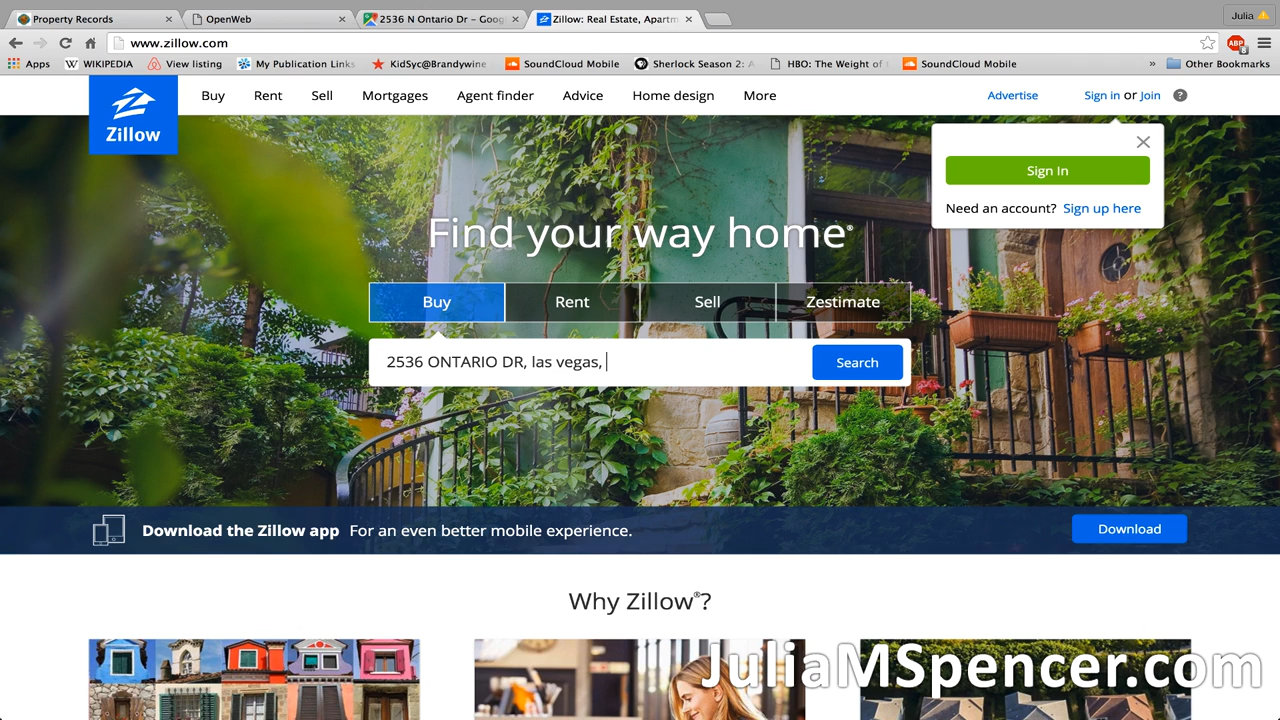 Property Records
OpenWeb
2536 N Ontario Dr – Goog
Zillow: Real Estate, Apartm
Julia
www.zillow.com
ABP
8
Apps
W WIKIPEDIA
View listing
My Publication Links
KidSyc@Brandywine
SoundCloud Mobile
Sherlock Season 2: A
HBO: The Weight of
SoundCloud Mobile
» Other Bookmarks
Zillow
Buy
Rent
Sell
Mortgages
Agent finder
Advice
Home design
More
Advertise
Sign in or Join
?
Sign In
Need an account? Sign up here
Find your way home®
Buy
Rent
Sell
Zestimate
2536 ONTARIO DR, las vegas,
Search
Download the Zillow app For an even better mobile experience.
Download
Why Zillow®?
JuliaMSpencer.com